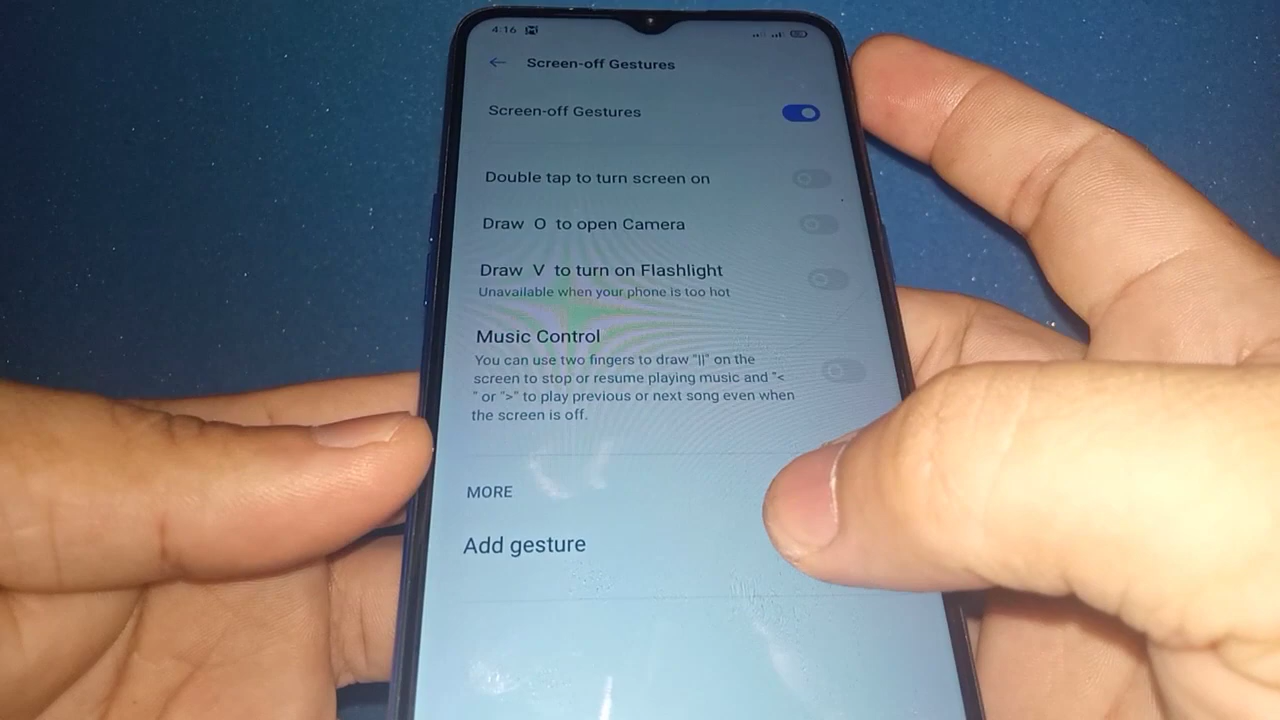 4:16
Screen-off Gestures
Screen-off Gestures
Double tap to turn screen on
Draw O to open Camera
Draw V to turn on Flashlight
Unavailable when your phone is too hot
Music Control
You can use two fingers to draw "||" on the
screen to stop or resume playing music and "<
" or ">" to play previous or next song even when
the screen is off.
MORE
Add gesture